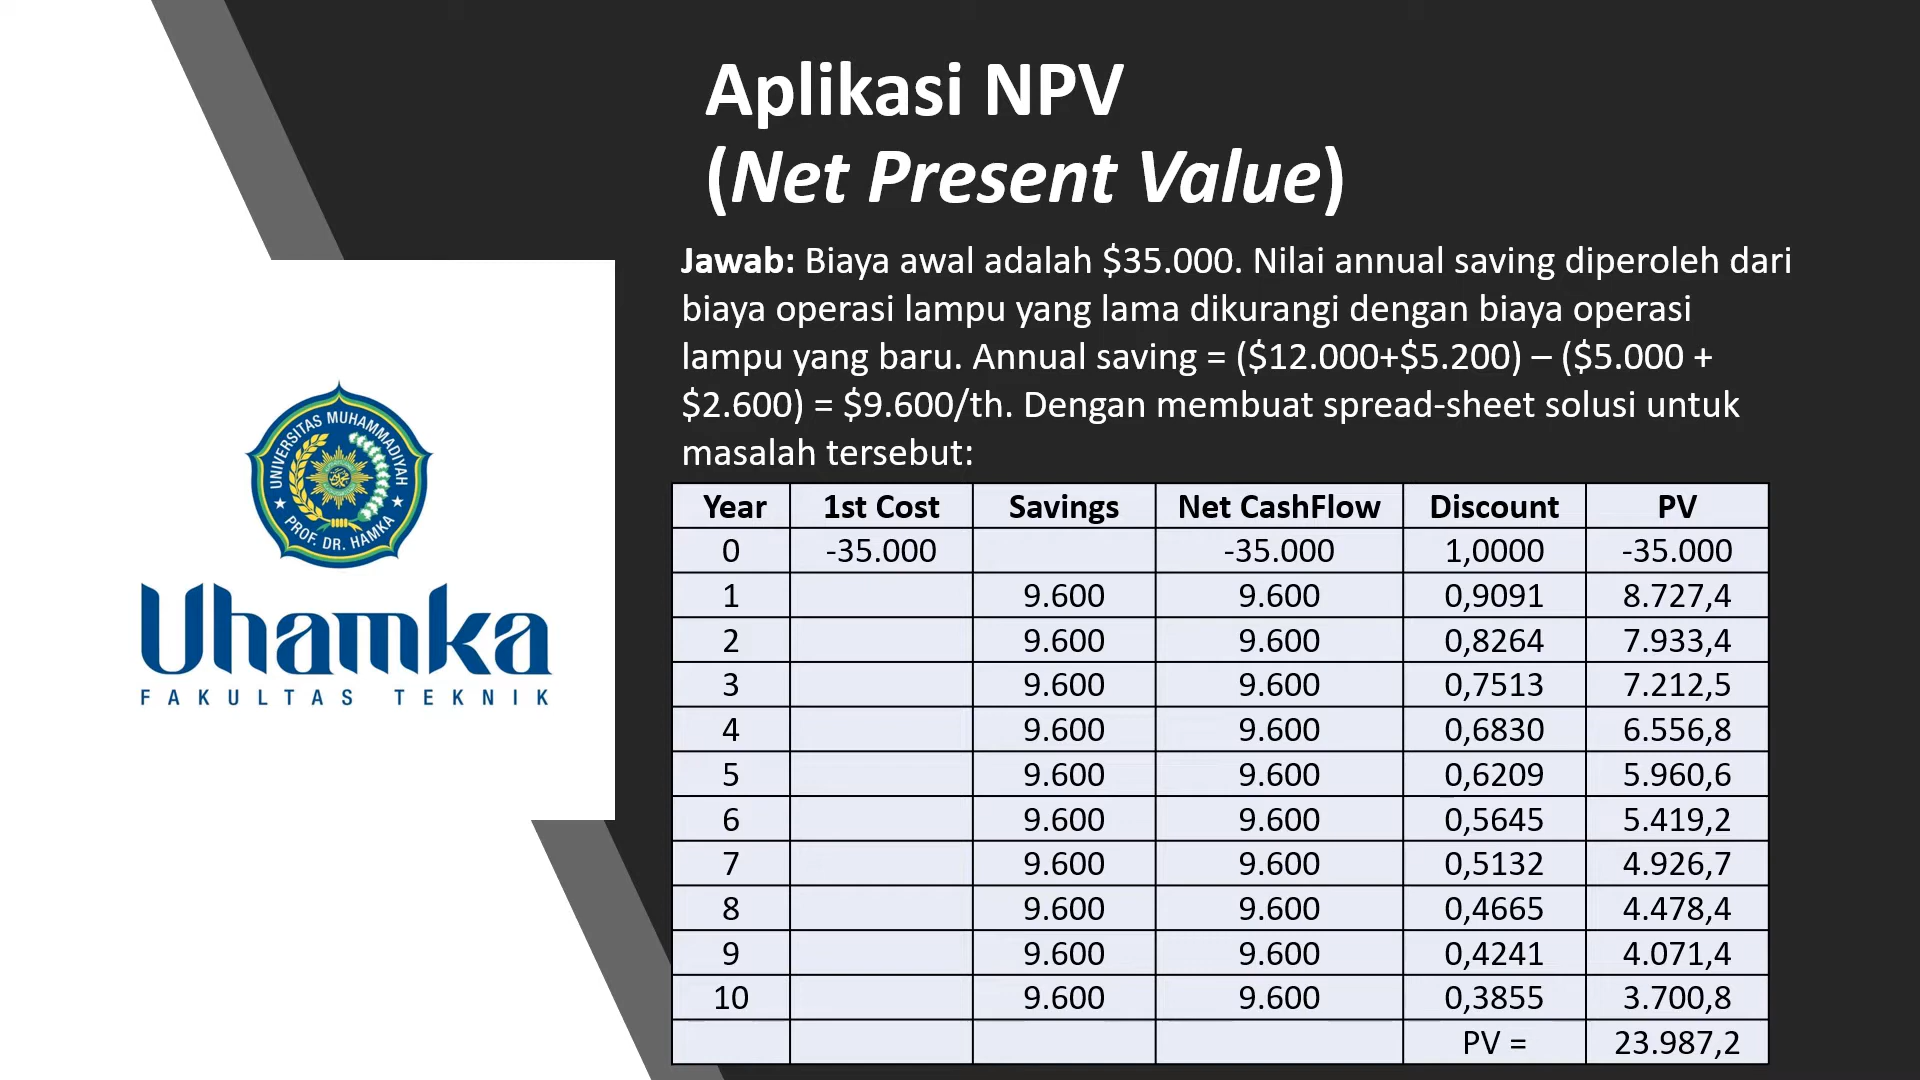 Aplikasi NPV
(Net Present Value)
Jawab: Biaya awal adalah $35.000. Nilai annual saving diperoleh dari
biaya operasi lampu yang lama dikurangi dengan biaya operasi
lampu yang baru. Annual saving = ($12.000+$5.200) – ($5.000 +
$2.600) = $9.600/th. Dengan membuat spread-sheet solusi untuk
masalah tersebut:
UNIVERSITAS MUHAMMADIYAH
PROF. DR. HAMKA
Uhamka
FAKULTAS TEKNIK
Year 1st Cost Savings Net CashFlow Discount PV
0 -35.000 -35.000 1,0000 -35.000
1 9.600 9.600 0,9091 8.727,4
2 9.600 9.600 0,8264 7.933,4
3 9.600 9.600 0,7513 7.212,5
4 9.600 9.600 0,6830 6.556,8
5 9.600 9.600 0,6209 5.960,6
6 9.600 9.600 0,5645 5.419,2
7 9.600 9.600 0,5132 4.926,7
8 9.600 9.600 0,4665 4.478,4
9 9.600 9.600 0,4241 4.071,4
10 9.600 9.600 0,3855 3.700,8
PV = 23.987,2